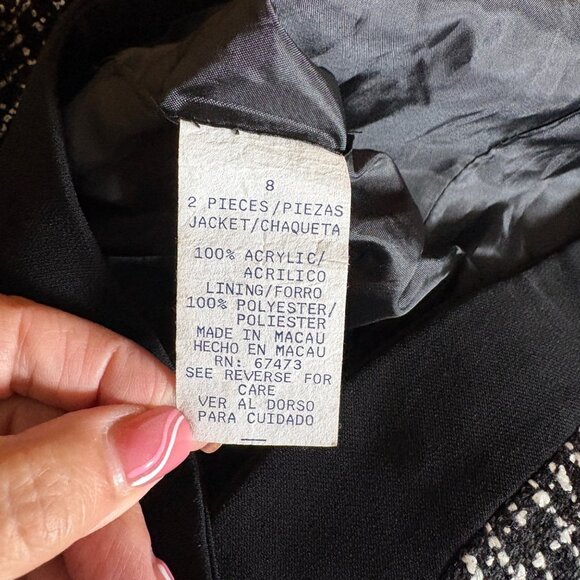 8
2 PIECES/PIEZAS
JACKET/CHAQUETA
100% ACRYLIC/
ACRILICO
LINING/FORRO
100% POLYESTER/
POLIESTER
MADE IN MACAU
HECHO EN MACAU
RN: 67473
SEE REVERSE FOR
CARE
VER AL DORSO
PARA CUIDADO